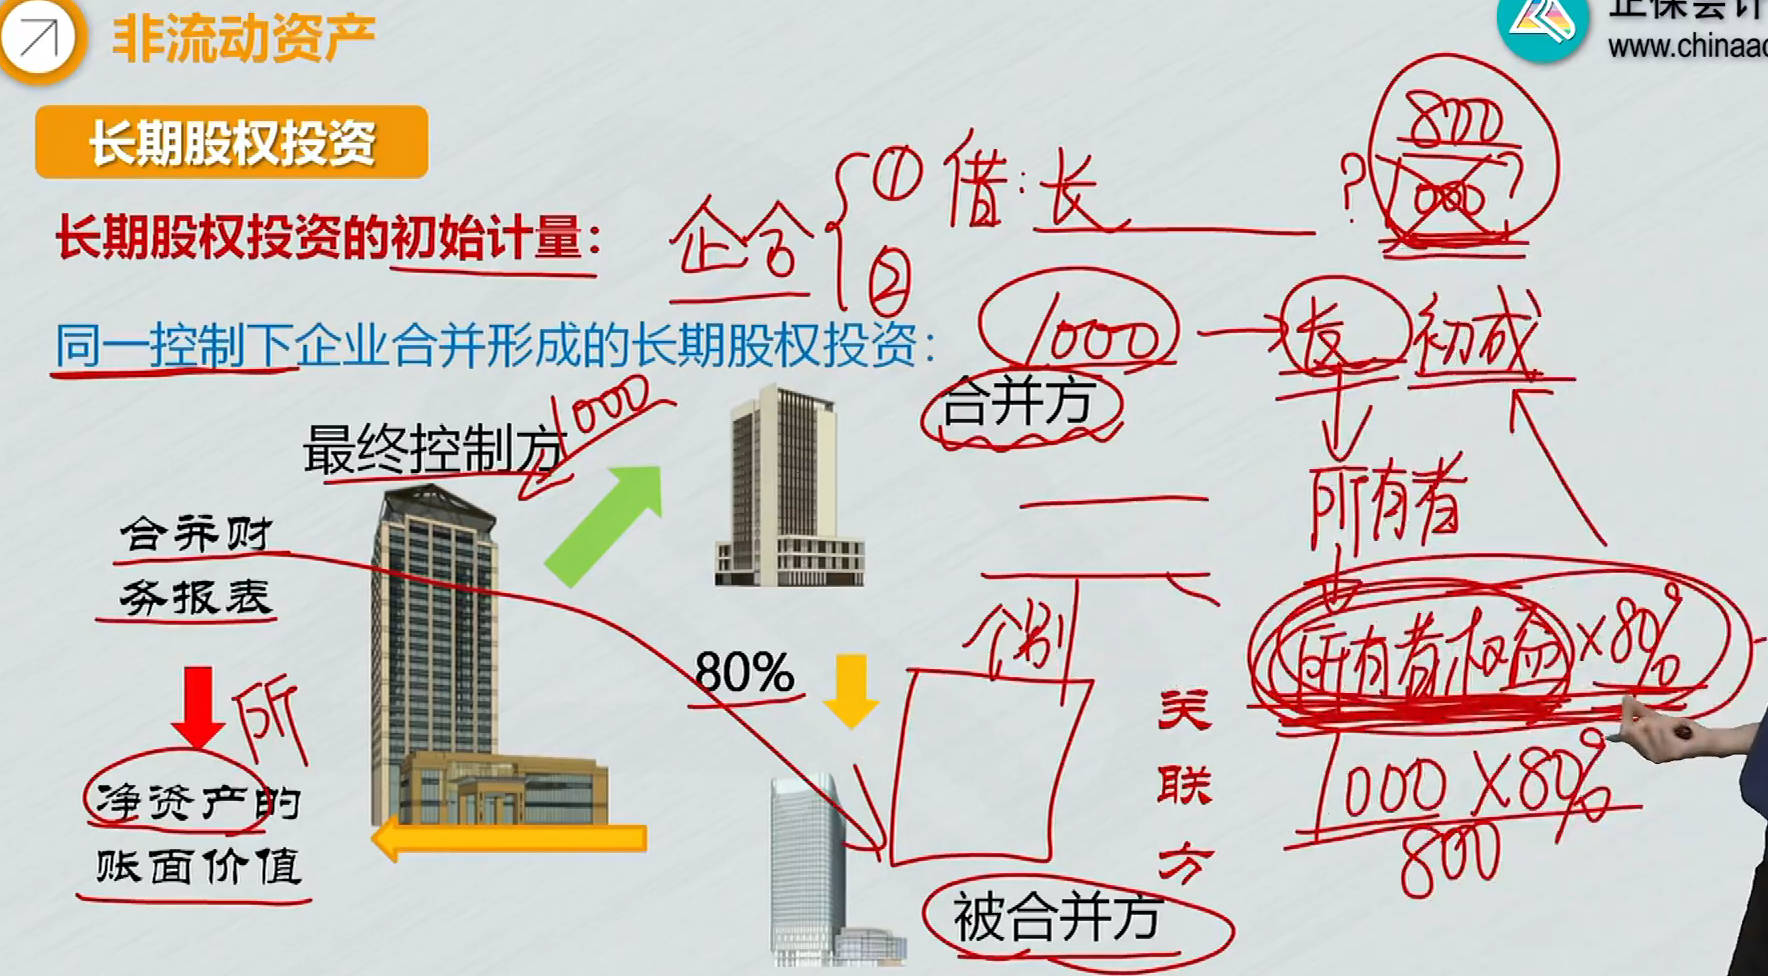 非流动资产
正保会计
www.chinaac
长期股权投资
800
? 1000 ?
长期股权投资的初始计量：
企合
① 借：长
②
同一控制下企业合并形成的长期股权投资：
1000
初成
合并方
最终控制方
1000
所有者
合并财
务报表
所有者权益×80%
个别
80%
所
关
联
方
1000×80%
800
净资产的
账面价值
被合并方